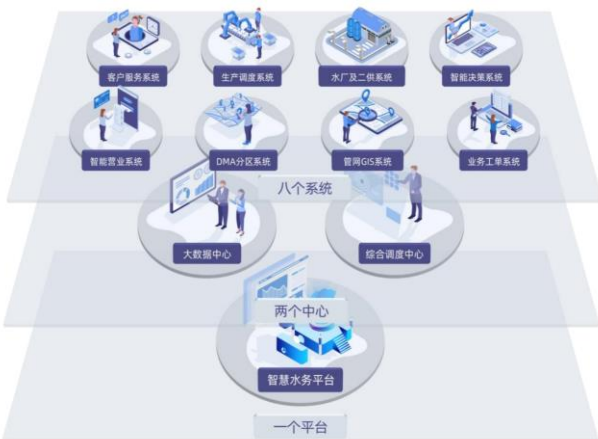 客户服务系统
生产调度系统
水厂及二供系统
智能决策系统
智能营业系统
DMA分区系统
管网GIS系统
业务工单系统
八个系统
大数据中心
综合调度中心
两个中心
智慧水务平台
一个平台